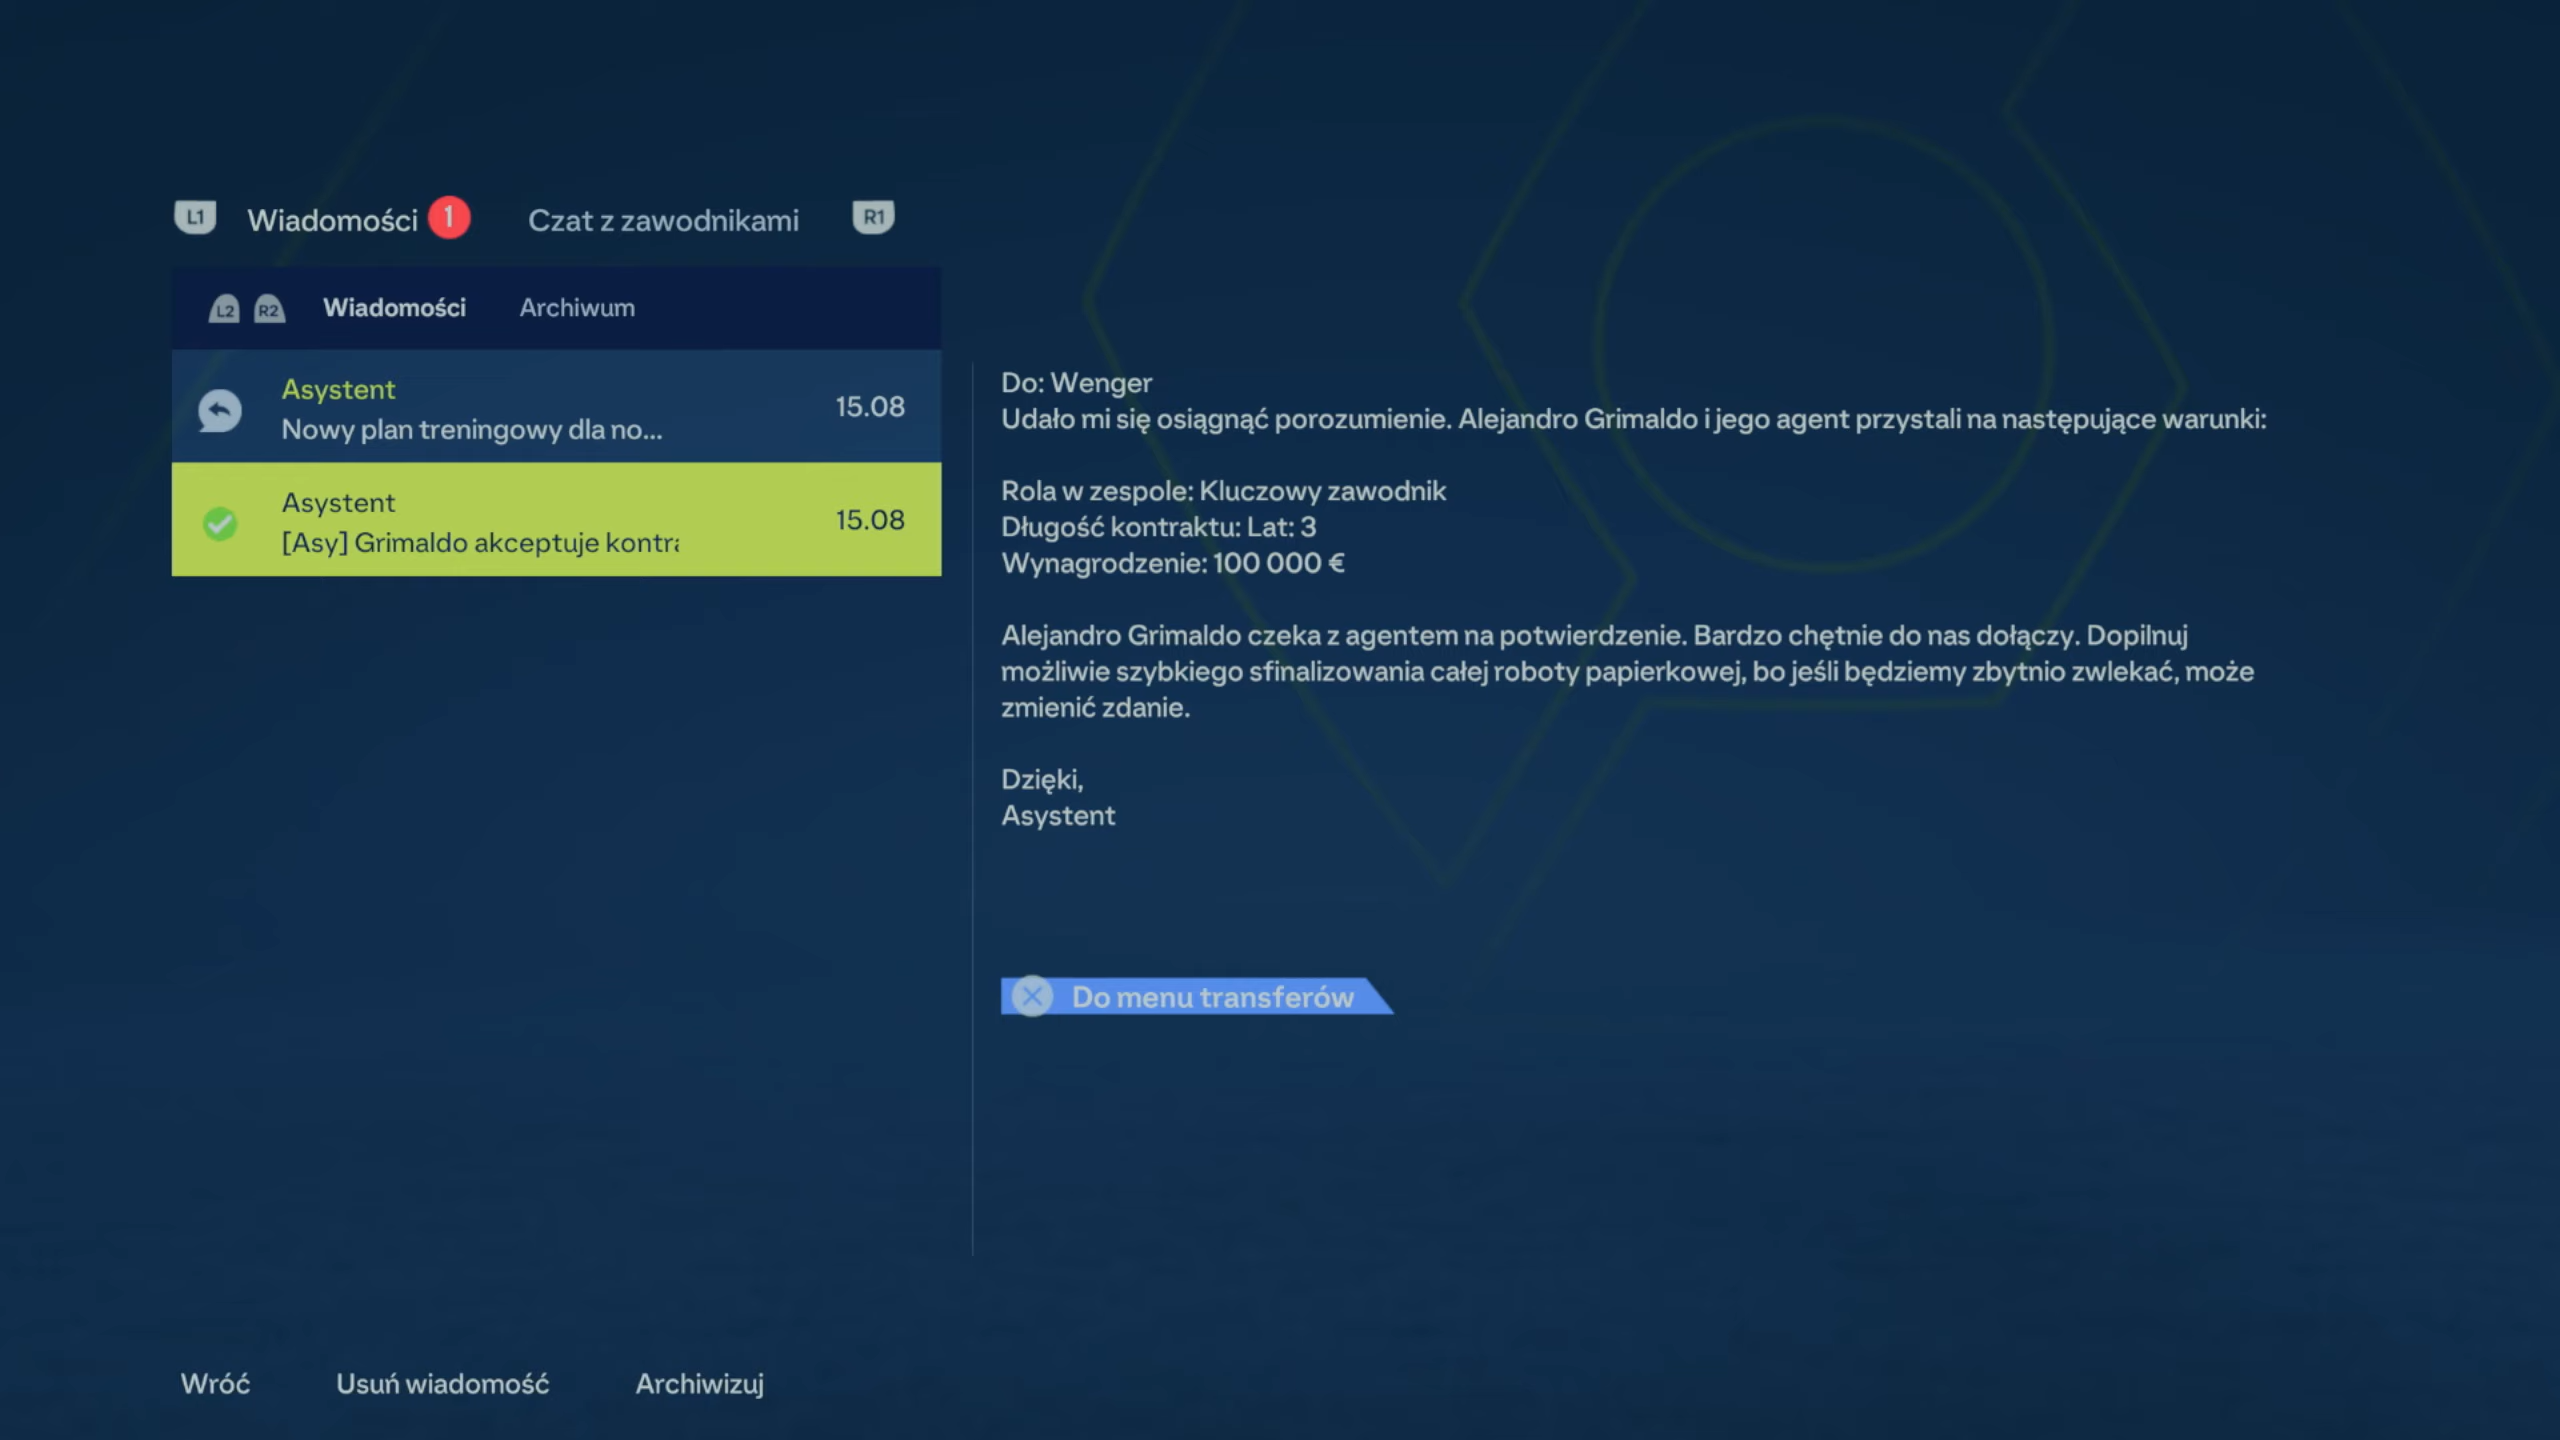 L1 Wiadomości 1 Czat z zawodnikami R1
L2 R2 Wiadomości Archiwum
Asystent
Nowy plan treningowy dla no...
15.08
Asystent
[Asy] Grimaldo akceptuje kontra
15.08
Do: Wenger
Udało mi się osiągnąć porozumienie. Alejandro Grimaldo i jego agent przystali na następujące warunki:
Rola w zespole: Kluczowy zawodnik
Długość kontraktu: Lat: 3
Wynagrodzenie: 100 000 €
Alejandro Grimaldo czeka z agentem na potwierdzenie. Bardzo chętnie do nas dołączy. Dopilnuj
możliwie szybkiego sfinalizowania całej roboty papierkowej, bo jeśli będziemy zbytnio zwlekać, może
zmienić zdanie.
Dzięki,
Asystent
Do menu transferów
Wróć Usuń wiadomość Archiwizuj